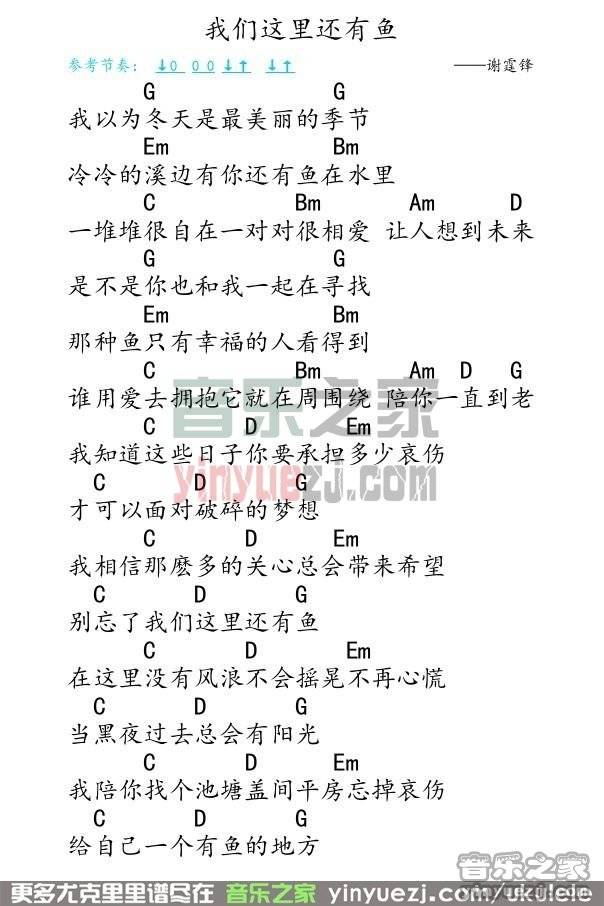 我们这里还有鱼
参考节奏: ↓0 0 0 ↓↑ ↓↑ ——谢霆锋
G G
我以为冬天是最美丽的季节
Em Bm
冷冷的溪边有你还有鱼在水里
C Bm Am D
一堆堆很自在一对对很相爱 让人想到未来
G G
是不是你也和我一起在寻找
Em Bm
那种鱼只有幸福的人看得到
C Bm Am D G
谁用爱去拥抱它就在周围绕 陪你一直到老
C D Em
我知道这些日子你要承担多少哀伤
C D G
才可以面对破碎的梦想
C D Em
我相信那麽多的关心总会带来希望
C D G
别忘了我们这里还有鱼
C D Em
在这里没有风浪不会摇晃不再心慌
C D G
当黑夜过去总会有阳光
C D Em
我陪你找个池塘盖间平房忘掉哀伤
C D G
给自己一个有鱼的地方
音乐之家
yinyuezj.com
音乐之家
更多尤克里里谱尽在 音乐之家 yinyuezj.com www.yinyuezj.com